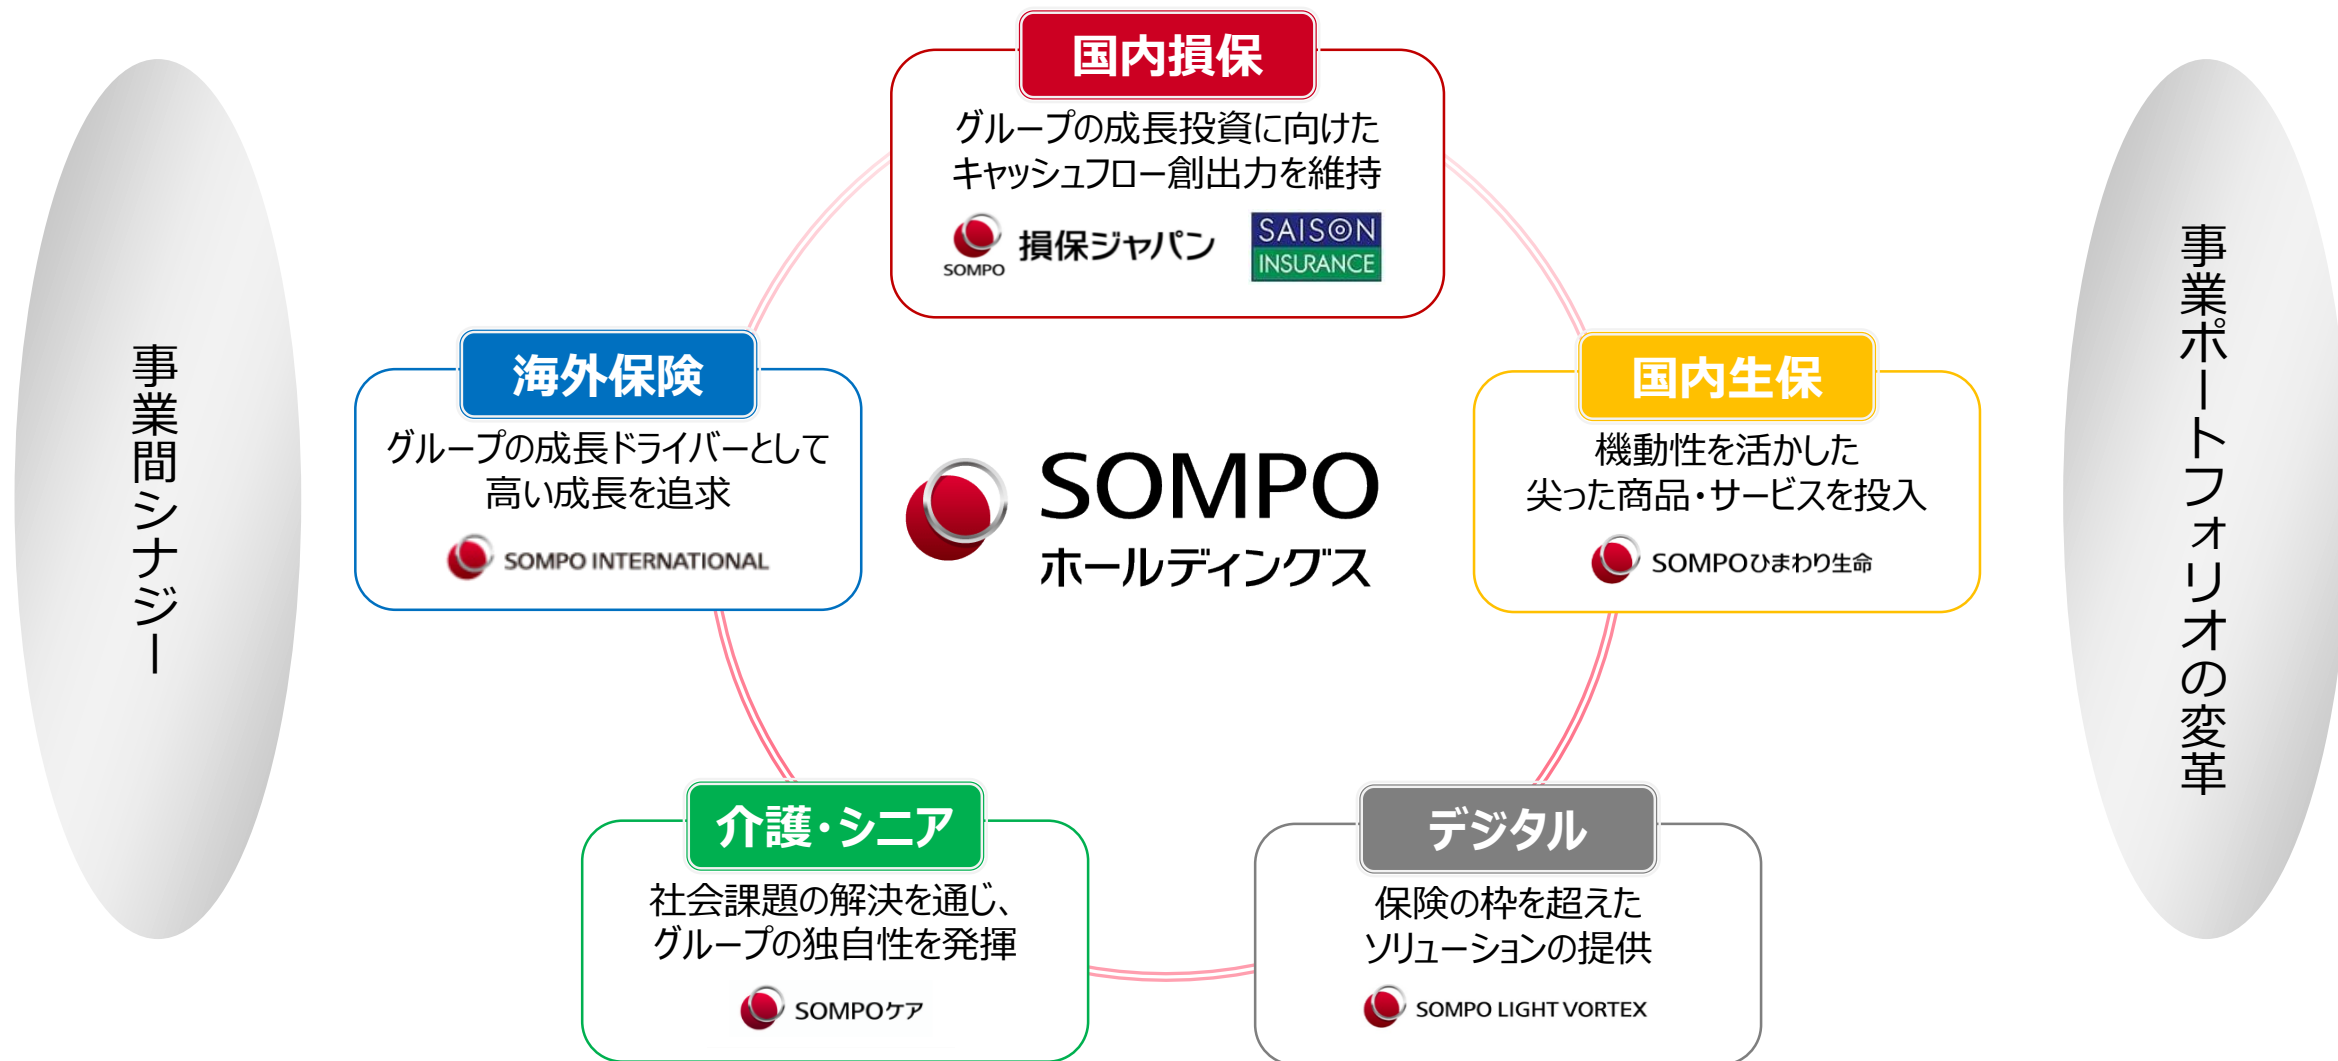 事業間シナジー
国内損保
グループの成長投資に向けた
キャッシュフロー創出力を維持
SOMPO
損保ジャパン
SAISON
INSURANCE
海外保険
グループの成長ドライバーとして
高い成長を追求
SOMPO INTERNATIONAL
SOMPO
ホールディングス
国内生保
機動性を活かした
尖った商品・サービスを投入
SOMPOひまわり生命
介護・シニア
社会課題の解決を通じ、
グループの独自性を発揮
SOMPOケア
デジタル
保険の枠を超えた
ソリューションの提供
SOMPO LIGHT VORTEX
事業ポートフォリオの変革